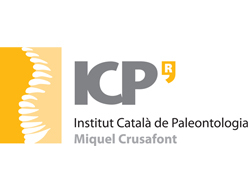 ICP R
Institut Català de Paleontologia
Miquel Crusafont